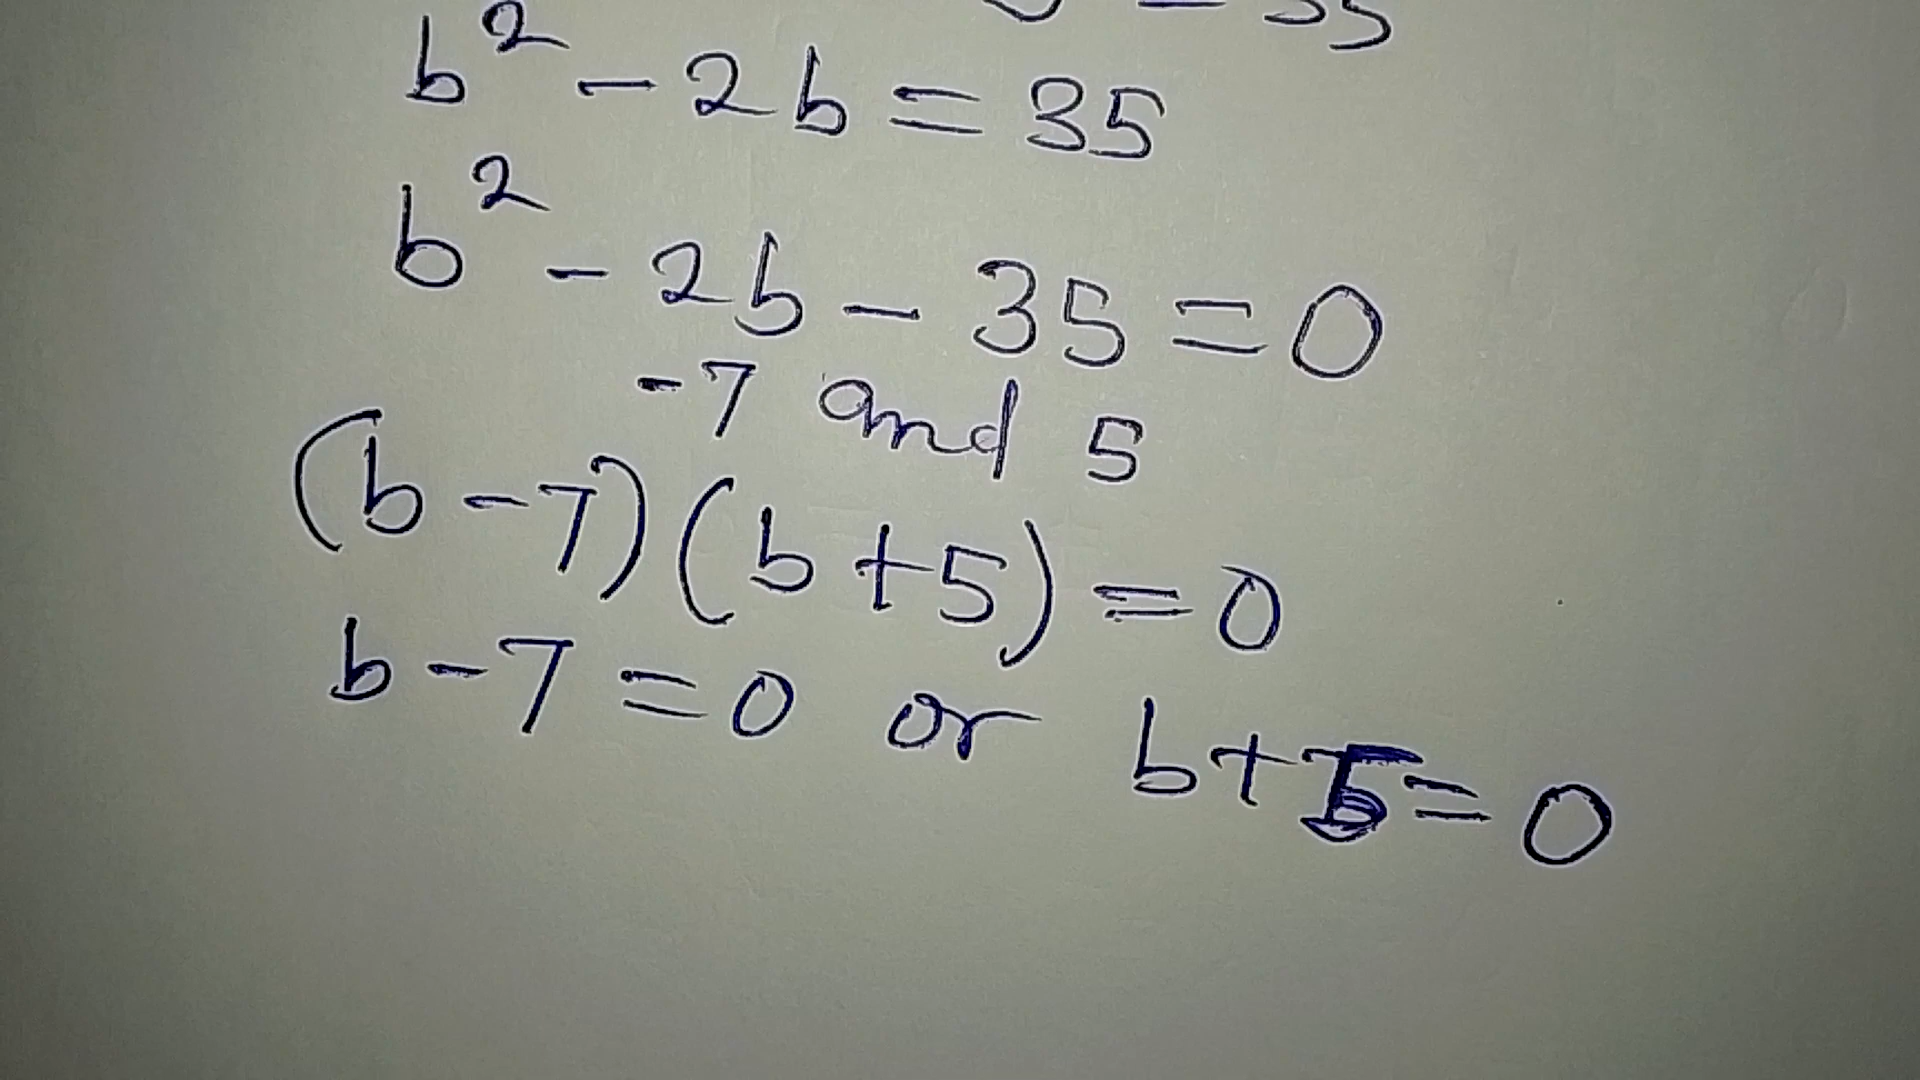 b² - 2b = 35
b² - 2b - 35 = 0
-7 and 5
(b - 7)(b + 5) = 0
b - 7 = 0 or b + 5 = 0